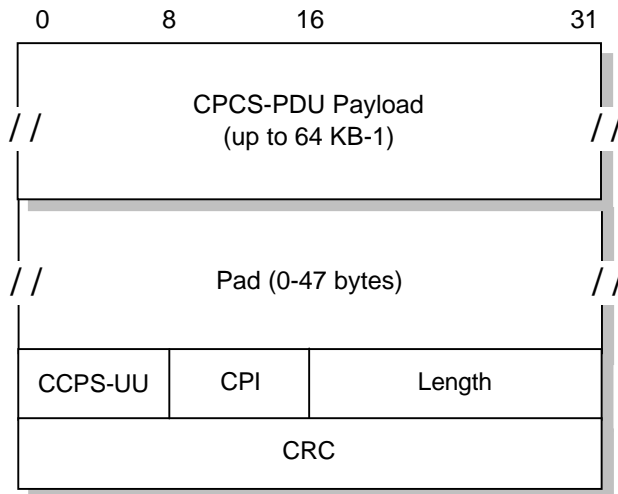 0 8 16 31
CPCS-PDU Payload
(up to 64 KB-1)
Pad (0-47 bytes)
CCPS-UU CPI Length
CRC